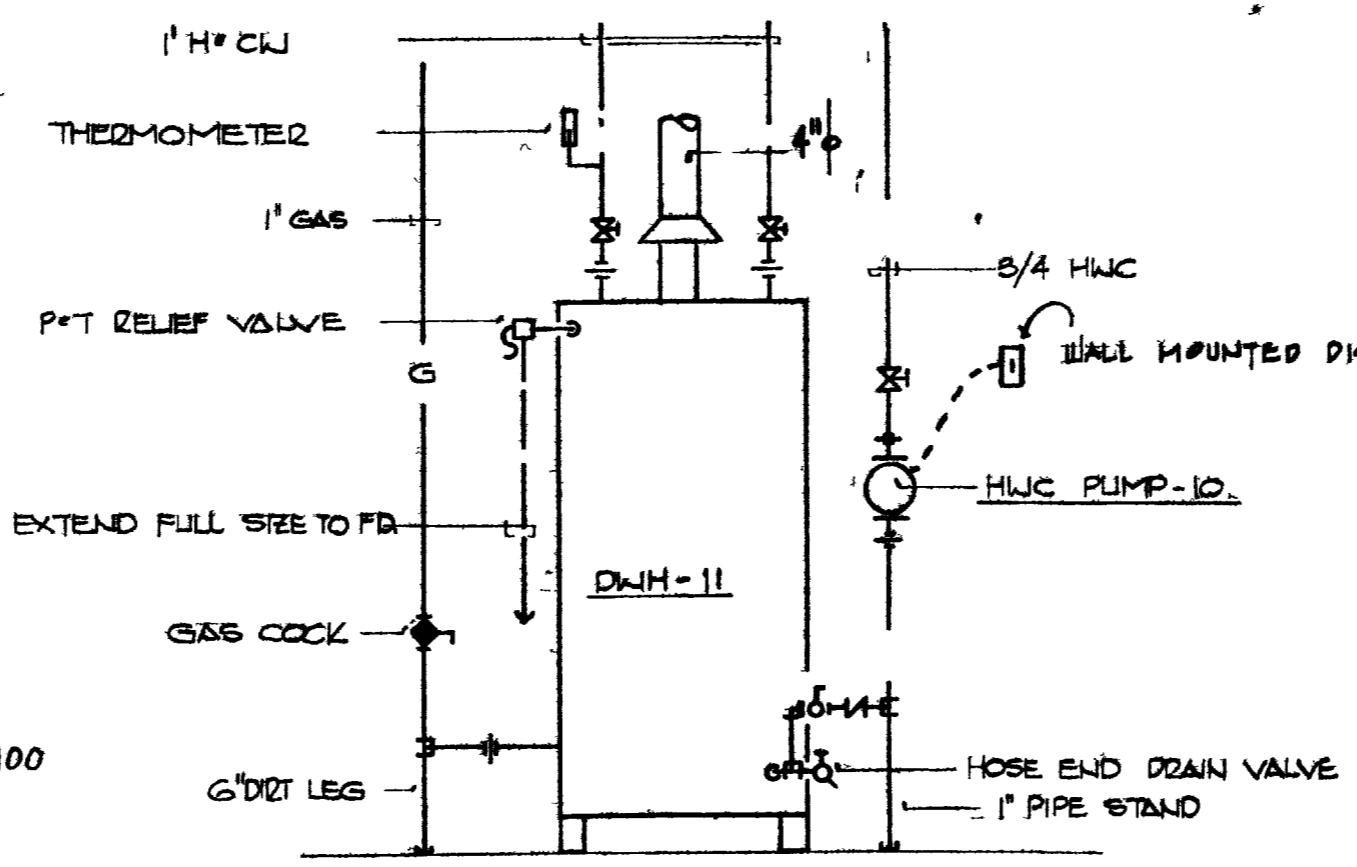 1" H & CW
THERMOMETER
4"ø
1" GAS
3/4 HWC
P&T RELIEF VALVE
WALL MOUNTED
G
HWC PUMP-10
EXTEND FULL SIZE TO FD
DWH-11
GAS COCK
00
6" DIRT LEG
HOSE END DRAIN VALVE
1" PIPE STAND